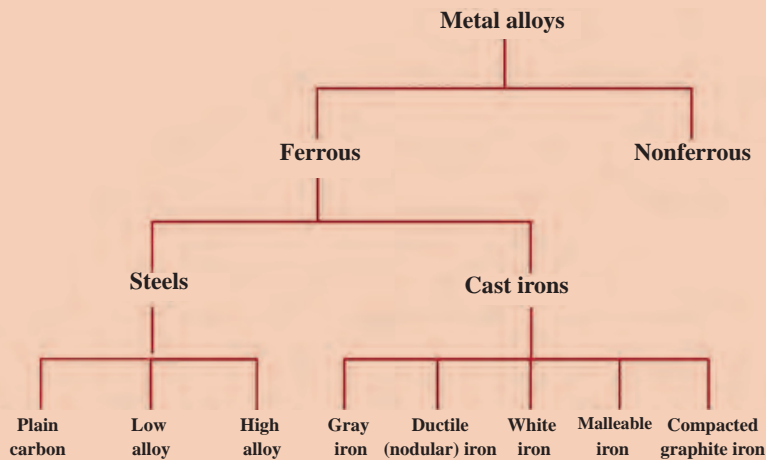 Metal alloys
Ferrous
Nonferrous
Steels
Cast irons
Plain
carbon
Low
alloy
High
alloy
Gray
iron
Ductile
(nodular) iron
White
iron
Malleable
iron
Compacted
graphite iron